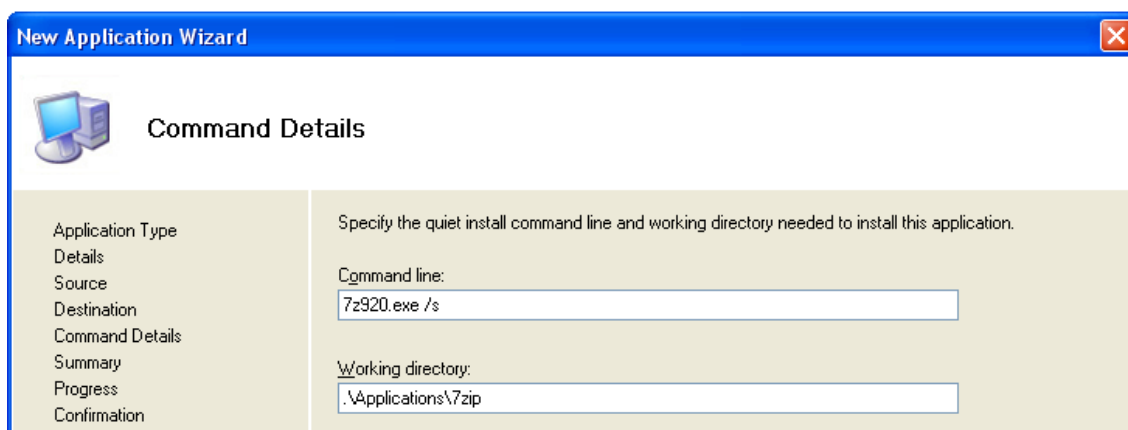 New Application Wizard
Command Details
Application Type
Details
Source
Destination
Command Details
Summary
Progress
Confirmation
Specify the quiet install command line and working directory needed to install this application.
Command line:
7z920.exe /s
Working directory:
.\Applications\7zip